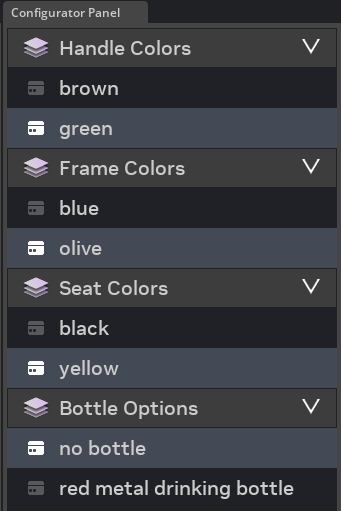 Configurator Panel
Handle Colors
brown
green
Frame Colors
blue
olive
Seat Colors
black
yellow
Bottle Options
no bottle
red metal drinking bottle